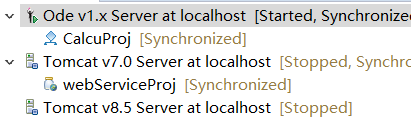 Ode v1.x Server at localhost [Started, Synchronize
CalcuProj [Synchronized]
Tomcat v7.0 Server at localhost [Stopped, Synchro
webServiceProj [Synchronized]
Tomcat v8.5 Server at localhost [Stopped]